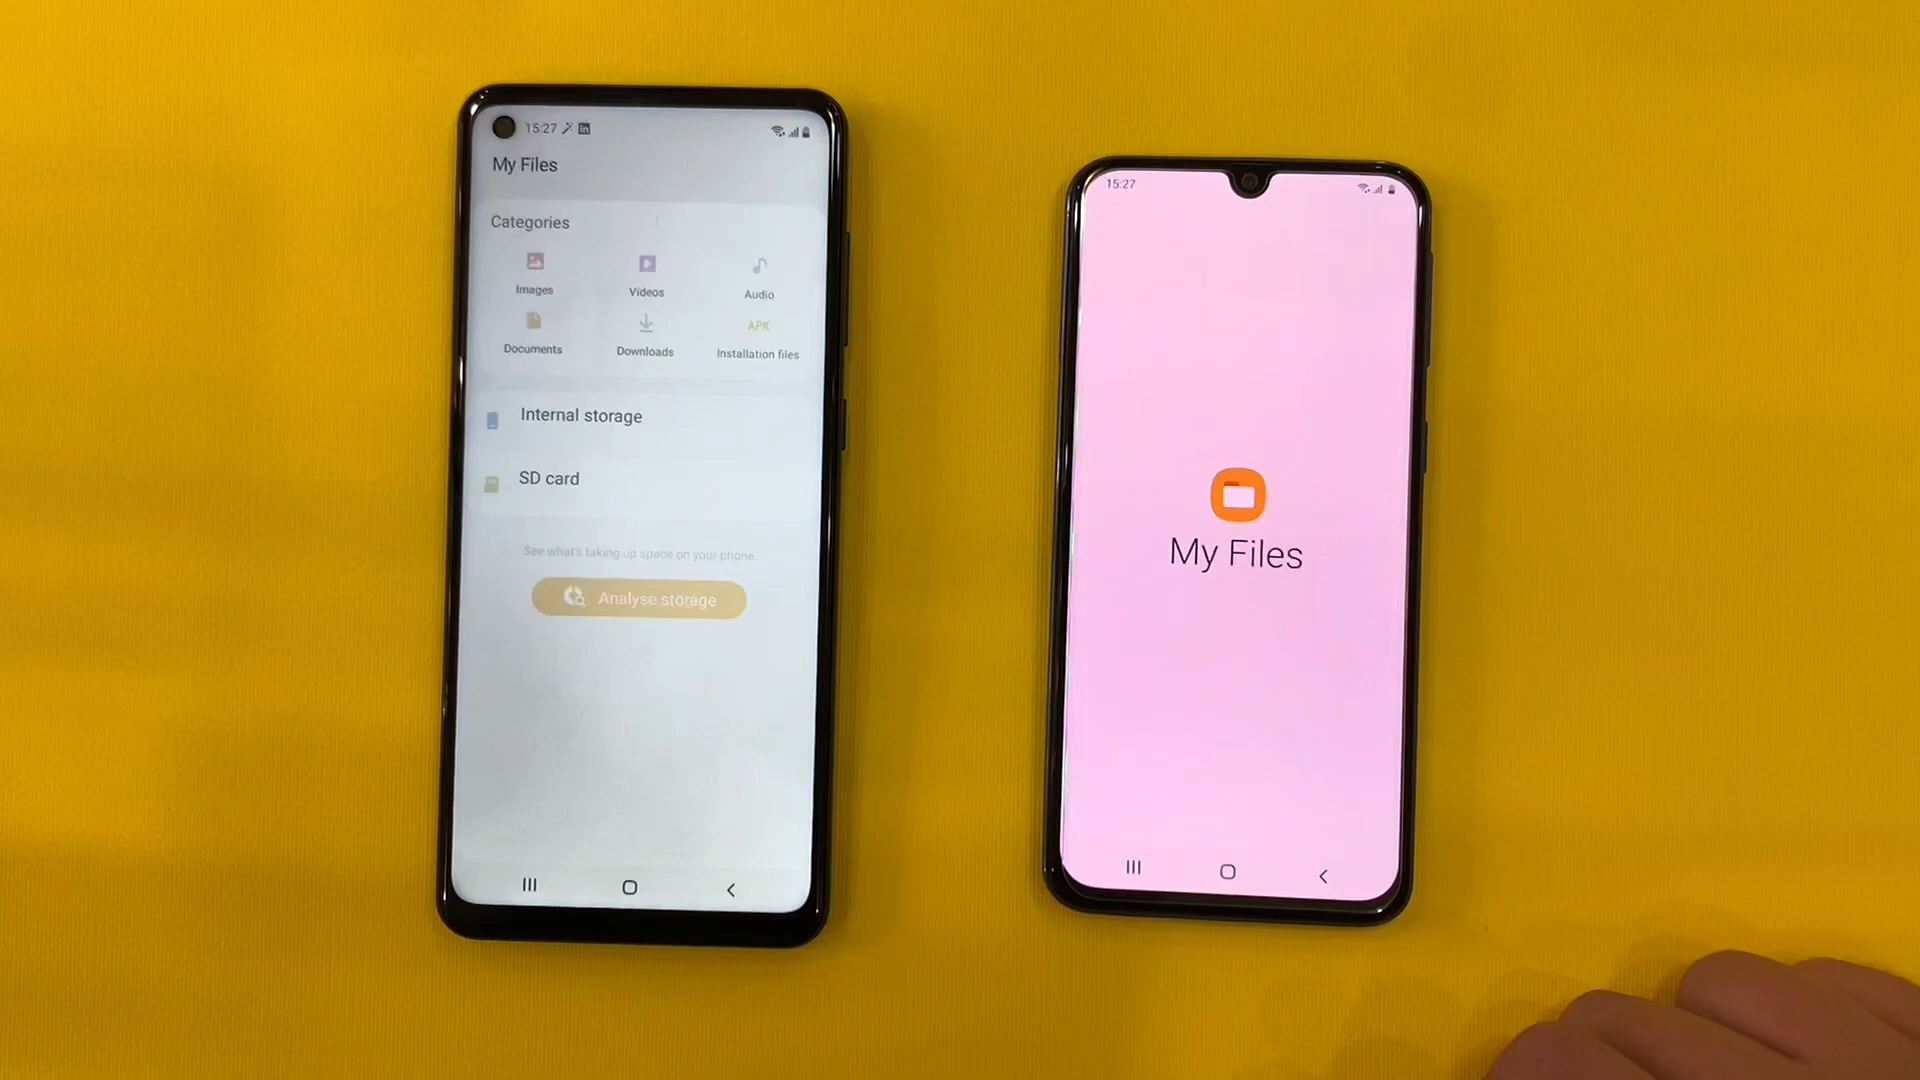 15:27
My Files
Categories
Images
Videos
Audio
Documents
Downloads
APK
Installation files
Internal storage
SD card
See what's taking up space on your phone.
Analyse storage
15:27
My Files